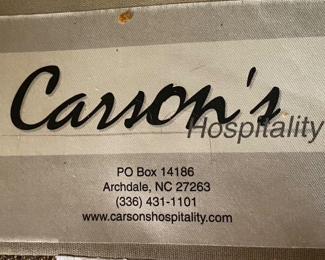 Carson's
Hospitality
PO Box 14186
Archdale, NC 27263
(336) 431-1101
www.carsonshospitality.com